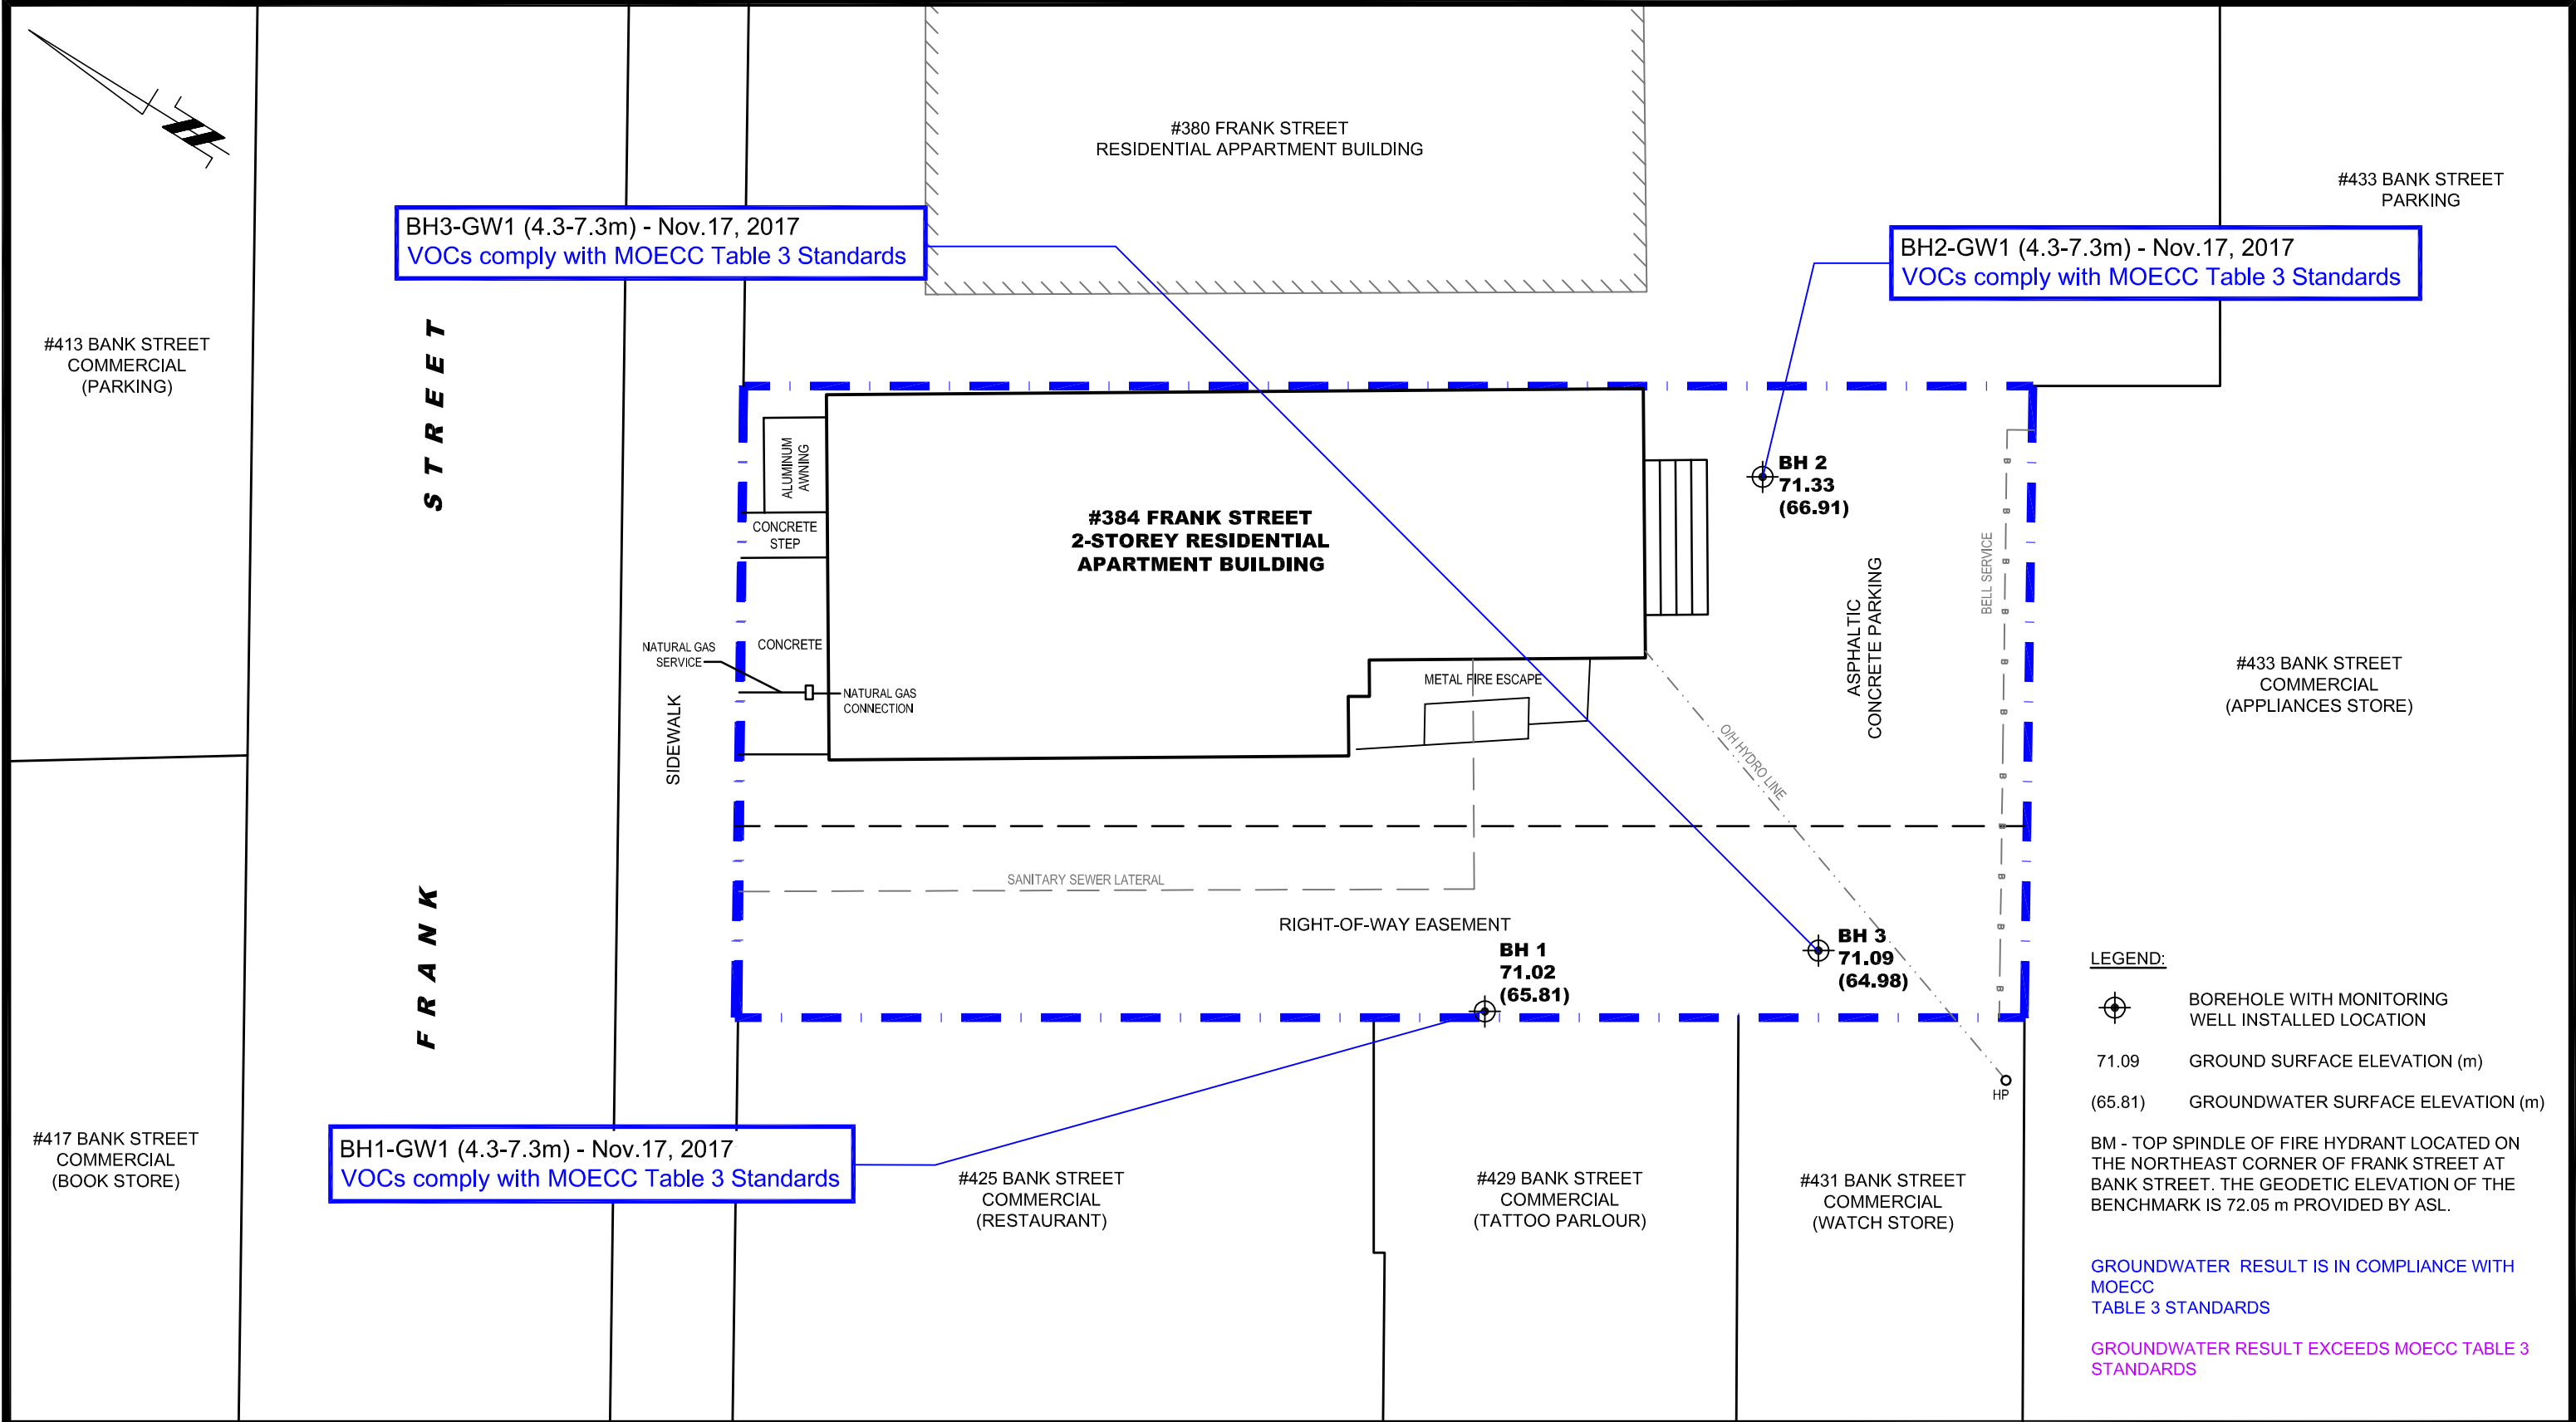 #380 FRANK STREET
RESIDENTIAL APPARTMENT BUILDING
#433 BANK STREET
PARKING
BH3-GW1 (4.3-7.3m) - Nov.17, 2017
VOCs comply with MOECC Table 3 Standards
BH2-GW1 (4.3-7.3m) - Nov.17, 2017
VOCs comply with MOECC Table 3 Standards
#413 BANK STREET
COMMERCIAL
(PARKING)
FRANK STREET
SIDEWALK
ALUMINUM
AWNING
CONCRETE
STEP
CONCRETE
NATURAL GAS
SERVICE
NATURAL GAS
CONNECTION
#384 FRANK STREET
2-STOREY RESIDENTIAL
APARTMENT BUILDING
METAL FIRE ESCAPE
BH 2
71.33
(66.91)
ASPHALTIC
CONCRETE PARKING
BELL SERVICE
B
B
B
B
B
B
B
B
B
B
B
O/H HYDRO LINE
#433 BANK STREET
COMMERCIAL
(APPLIANCES STORE)
SANITARY SEWER LATERAL
RIGHT-OF-WAY EASEMENT
BH 1
71.02
(65.81)
BH 3
71.09
(64.98)
HP
#417 BANK STREET
COMMERCIAL
(BOOK STORE)
BH1-GW1 (4.3-7.3m) - Nov.17, 2017
VOCs comply with MOECC Table 3 Standards
#425 BANK STREET
COMMERCIAL
(RESTAURANT)
#429 BANK STREET
COMMERCIAL
(TATTOO PARLOUR)
#431 BANK STREET
COMMERCIAL
(WATCH STORE)
LEGEND:
BOREHOLE WITH MONITORING
WELL INSTALLED LOCATION
71.09 GROUND SURFACE ELEVATION (m)
(65.81) GROUNDWATER SURFACE ELEVATION (m)
BM - TOP SPINDLE OF FIRE HYDRANT LOCATED ON
THE NORTHEAST CORNER OF FRANK STREET AT
BANK STREET. THE GEODETIC ELEVATION OF THE
BENCHMARK IS 72.05 m PROVIDED BY ASL.
GROUNDWATER RESULT IS IN COMPLIANCE WITH
MOECC
TABLE 3 STANDARDS
GROUNDWATER RESULT EXCEEDS MOECC TABLE 3
STANDARDS